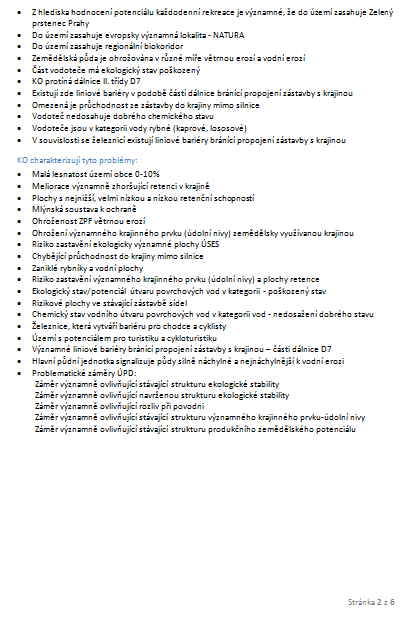 • Z hlediska hodnocení potenciálu každodenní rekreace je významné, že do území zasahuje Zelený
prstenec Prahy
• Do území zasahuje evropsky významná lokalita - NATURA
• Do území zasahuje regionální biokoridor
• Zemědělská půda je ohrožována v různé míře větrnou erozí a vodní erozí
• Část vodoteče má ekologický stav poškozený
• KO protíná dálnice II. třídy D7
• Existují zde liniové bariéry v podobě částí dálnice bránící propojení zástavby s krajinou
• Omezená je průchodnost ze zástavby do krajiny mimo silnice
• Vodoteč nedosahuje dobrého chemického stavu
• Vodoteče jsou v kategorii vody rybné (kaprové, lososové)
• V souvislosti se železnicí existují liniové bariéry bránící propojení zástavby s krajinou
KO charakterizují tyto problémy:
• Malá lesnatost území obce 0-10%
• Meliorace významně zhoršující retenci v krajině
• Plochy s nejnižší, velmi nízkou a nízkou retenční schopností
• Mlýnská soustava k ochraně
• Ohroženost ZPF větrnou erozí
• Ohrožení významného krajinného prvku (údolní nivy) zemědělsky využívanou krajinou
• Riziko zastavění ekologicky významné plochy ÚSES
• Chybějící průchodnost do krajiny mimo silnice
• Zaniklé rybníky a vodní plochy
• Riziko zastavění významného krajinného prvku (údolní nivy) a plochy retence
• Ekologický stav/potenciál útvaru povrchových vod v kategorii - poškozený stav
• Rizikové plochy ve stávající zástavbě sídel
• Chemický stav vodního útvaru povrchových vod v kategorii vod - nedosažení dobrého stavu
• Železnice, která vytváří bariéru pro chodce a cyklisty
• Území s potenciálem pro turistiku a cykloturistiku
• Významné liniové bariéry bránící propojení zástavby s krajinou – části dálnice D7
• Hlavní půdní jednotka signalizuje půdy silně náchylné a nejnáchylnější k vodní erozi
• Problematické záměry ÚPD:
Záměr významně ovlivňující stávající strukturu ekologické stability
Záměr významně ovlivňující navrženou strukturu ekologické stability
Záměr významně ovlivňující rozliv při povodni
Záměr významně ovlivňující stávající strukturu významného krajinného prvku-údolní nivy
Záměr významně ovlivňující stávající strukturu produkčního zemědělského potenciálu
Stránka 2 z 6